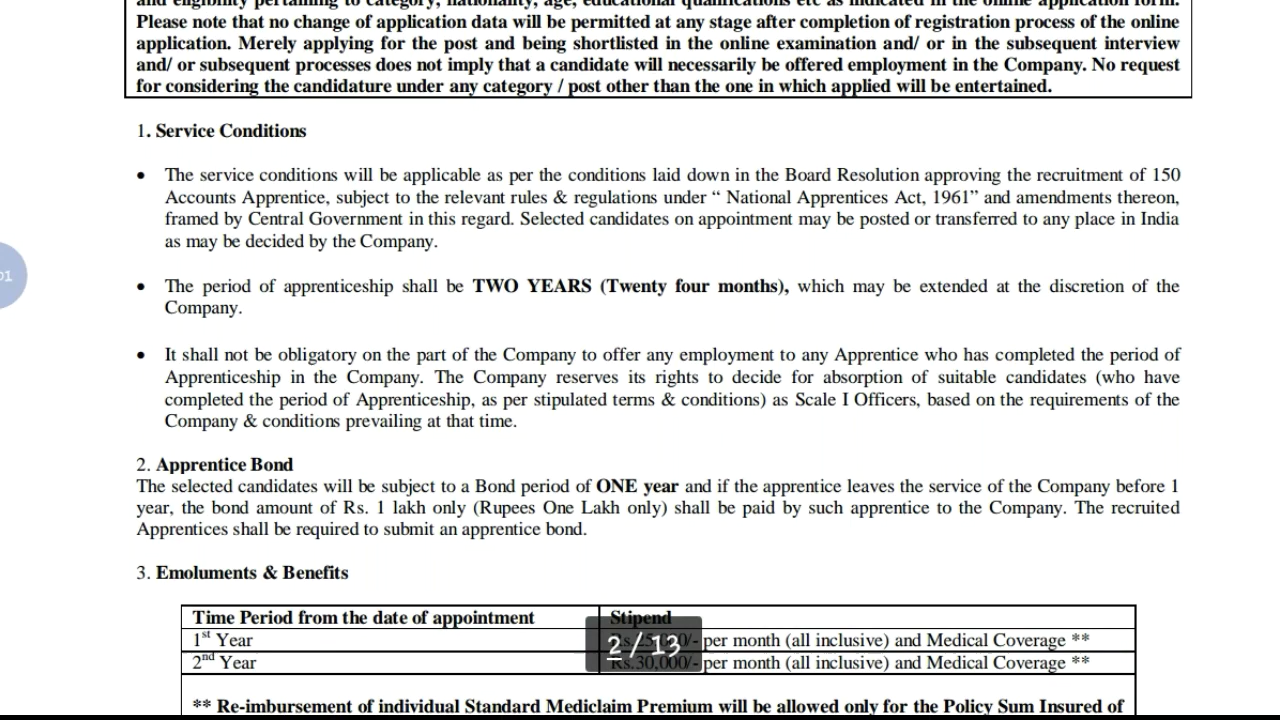 and eligibility pertaining to category, nationality, age, educational qualifications etc as indicated in the online application form.
Please note that no change of application data will be permitted at any stage after completion of registration process of the online
application. Merely applying for the post and being shortlisted in the online examination and/ or in the subsequent interview
and/ or subsequent processes does not imply that a candidate will necessarily be offered employment in the Company. No request
for considering the candidature under any category / post other than the one in which applied will be entertained.
1. Service Conditions
• The service conditions will be applicable as per the conditions laid down in the Board Resolution approving the recruitment of 150
Accounts Apprentice, subject to the relevant rules & regulations under “ National Apprentices Act, 1961” and amendments thereon,
framed by Central Government in this regard. Selected candidates on appointment may be posted or transferred to any place in India
as may be decided by the Company.
• The period of apprenticeship shall be TWO YEARS (Twenty four months), which may be extended at the discretion of the
Company.
• It shall not be obligatory on the part of the Company to offer any employment to any Apprentice who has completed the period of
Apprenticeship in the Company. The Company reserves its rights to decide for absorption of suitable candidates (who have
completed the period of Apprenticeship, as per stipulated terms & conditions) as Scale I Officers, based on the requirements of the
Company & conditions prevailing at that time.
2. Apprentice Bond
The selected candidates will be subject to a Bond period of ONE year and if the apprentice leaves the service of the Company before 1
year, the bond amount of Rs. 1 lakh only (Rupees One Lakh only) shall be paid by such apprentice to the Company. The recruited
Apprentices shall be required to submit an apprentice bond.
3. Emoluments & Benefits
Time Period from the date of appointment Stipend
1st Year per month (all inclusive) and Medical Coverage **
2nd Year Rs.30,000/- per month (all inclusive) and Medical Coverage **
2 / 13
** Re-imbursement of individual Standard Mediclaim Premium will be allowed only for the Policy Sum Insured of